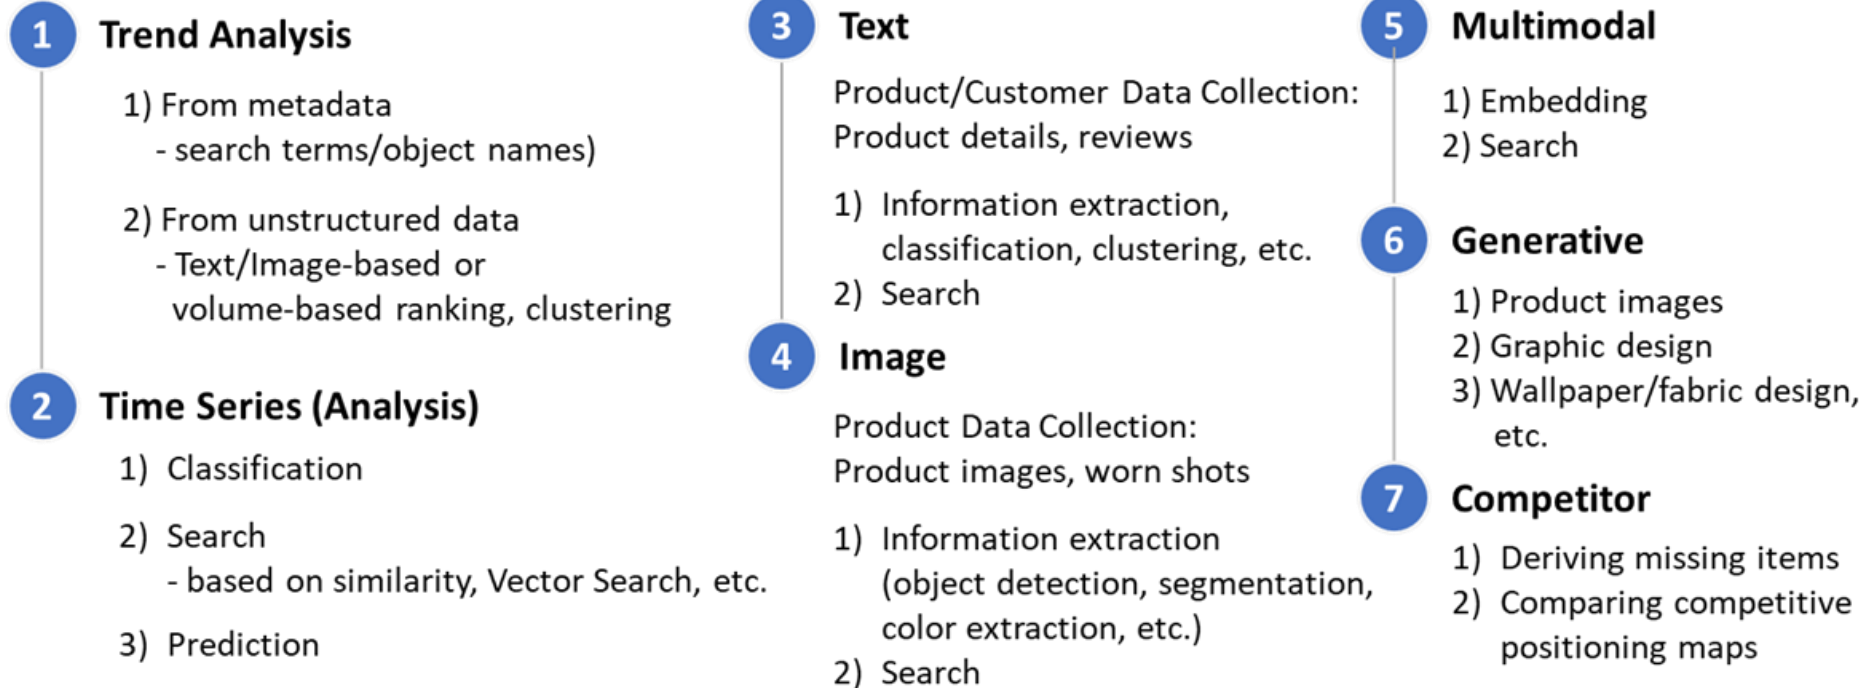 1 Trend Analysis
1) From metadata
- search terms/object names)
2) From unstructured data
- Text/Image-based or
volume-based ranking, clustering
2 Time Series (Analysis)
1) Classification
2) Search
- based on similarity, Vector Search, etc.
3) Prediction
3 Text
Product/Customer Data Collection:
Product details, reviews
1) Information extraction,
classification, clustering, etc.
2) Search
4 Image
Product Data Collection:
Product images, worn shots
1) Information extraction
(object detection, segmentation,
color extraction, etc.)
2) Search
5 Multimodal
1) Embedding
2) Search
6 Generative
1) Product images
2) Graphic design
3) Wallpaper/fabric design,
etc.
7 Competitor
1) Deriving missing items
2) Comparing competitive
positioning maps